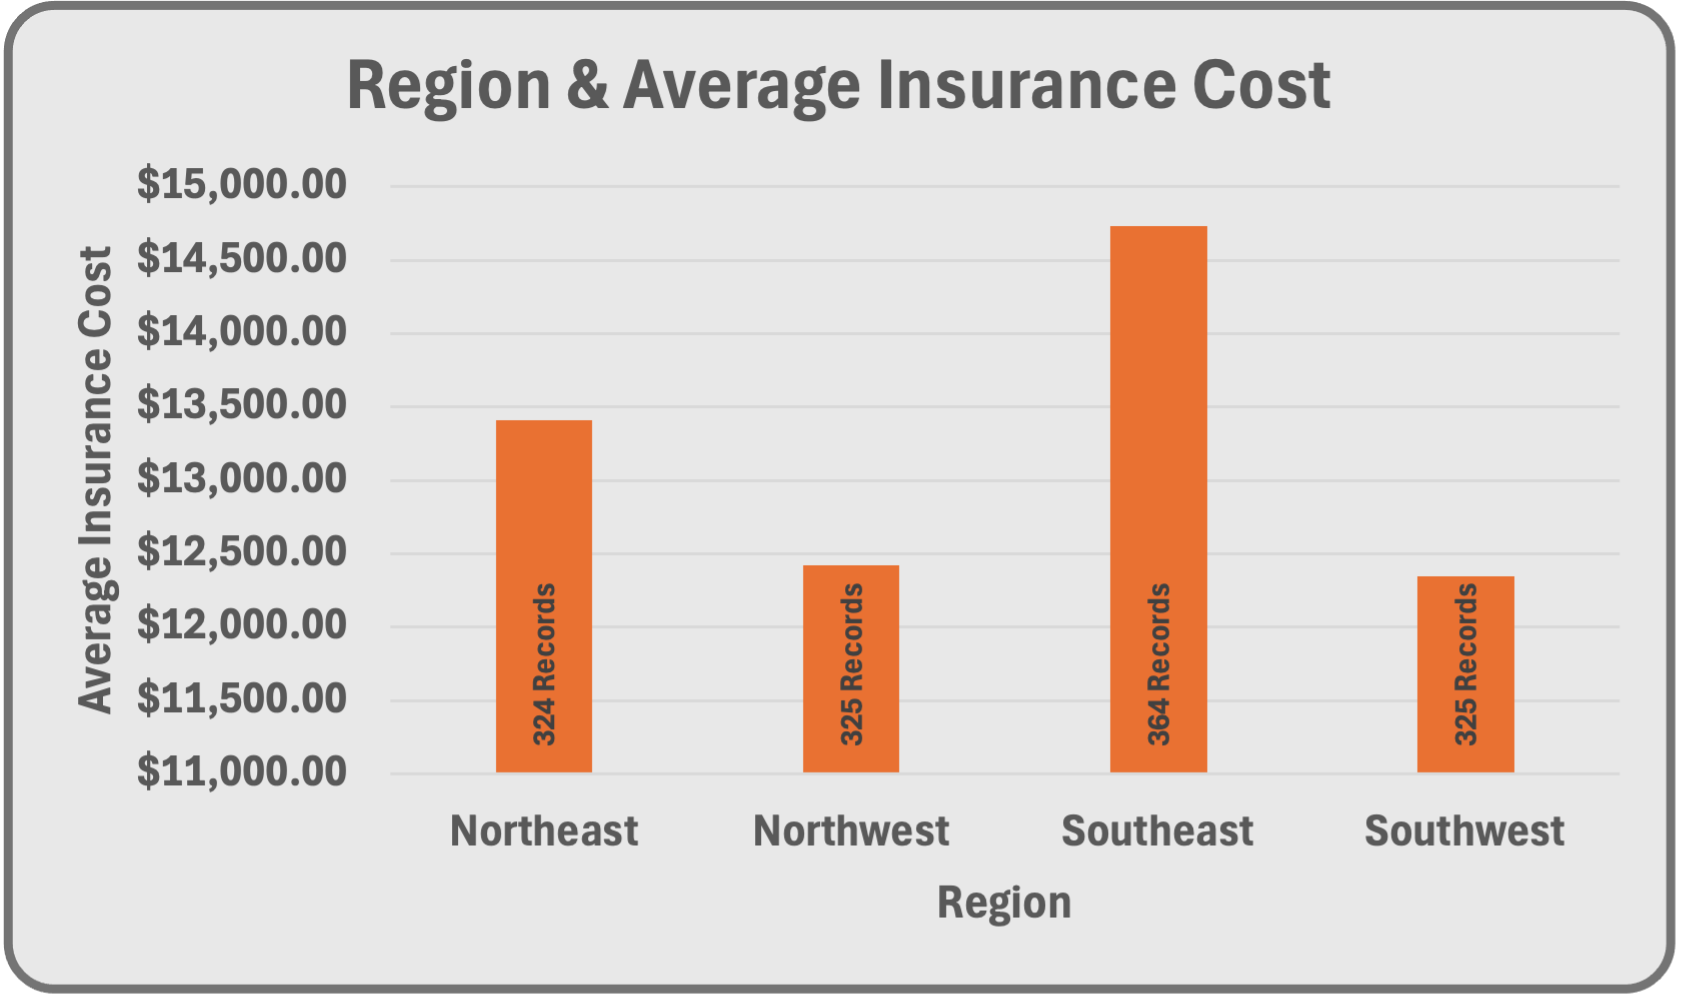 Region & Average Insurance Cost
Average Insurance Cost
$15,000.00
$14,500.00
$14,000.00
$13,500.00
$13,000.00
$12,500.00
$12,000.00
$11,500.00
$11,000.00
324 Records
325 Records
364 Records
325 Records
Northeast
Northwest
Southeast
Southwest
Region